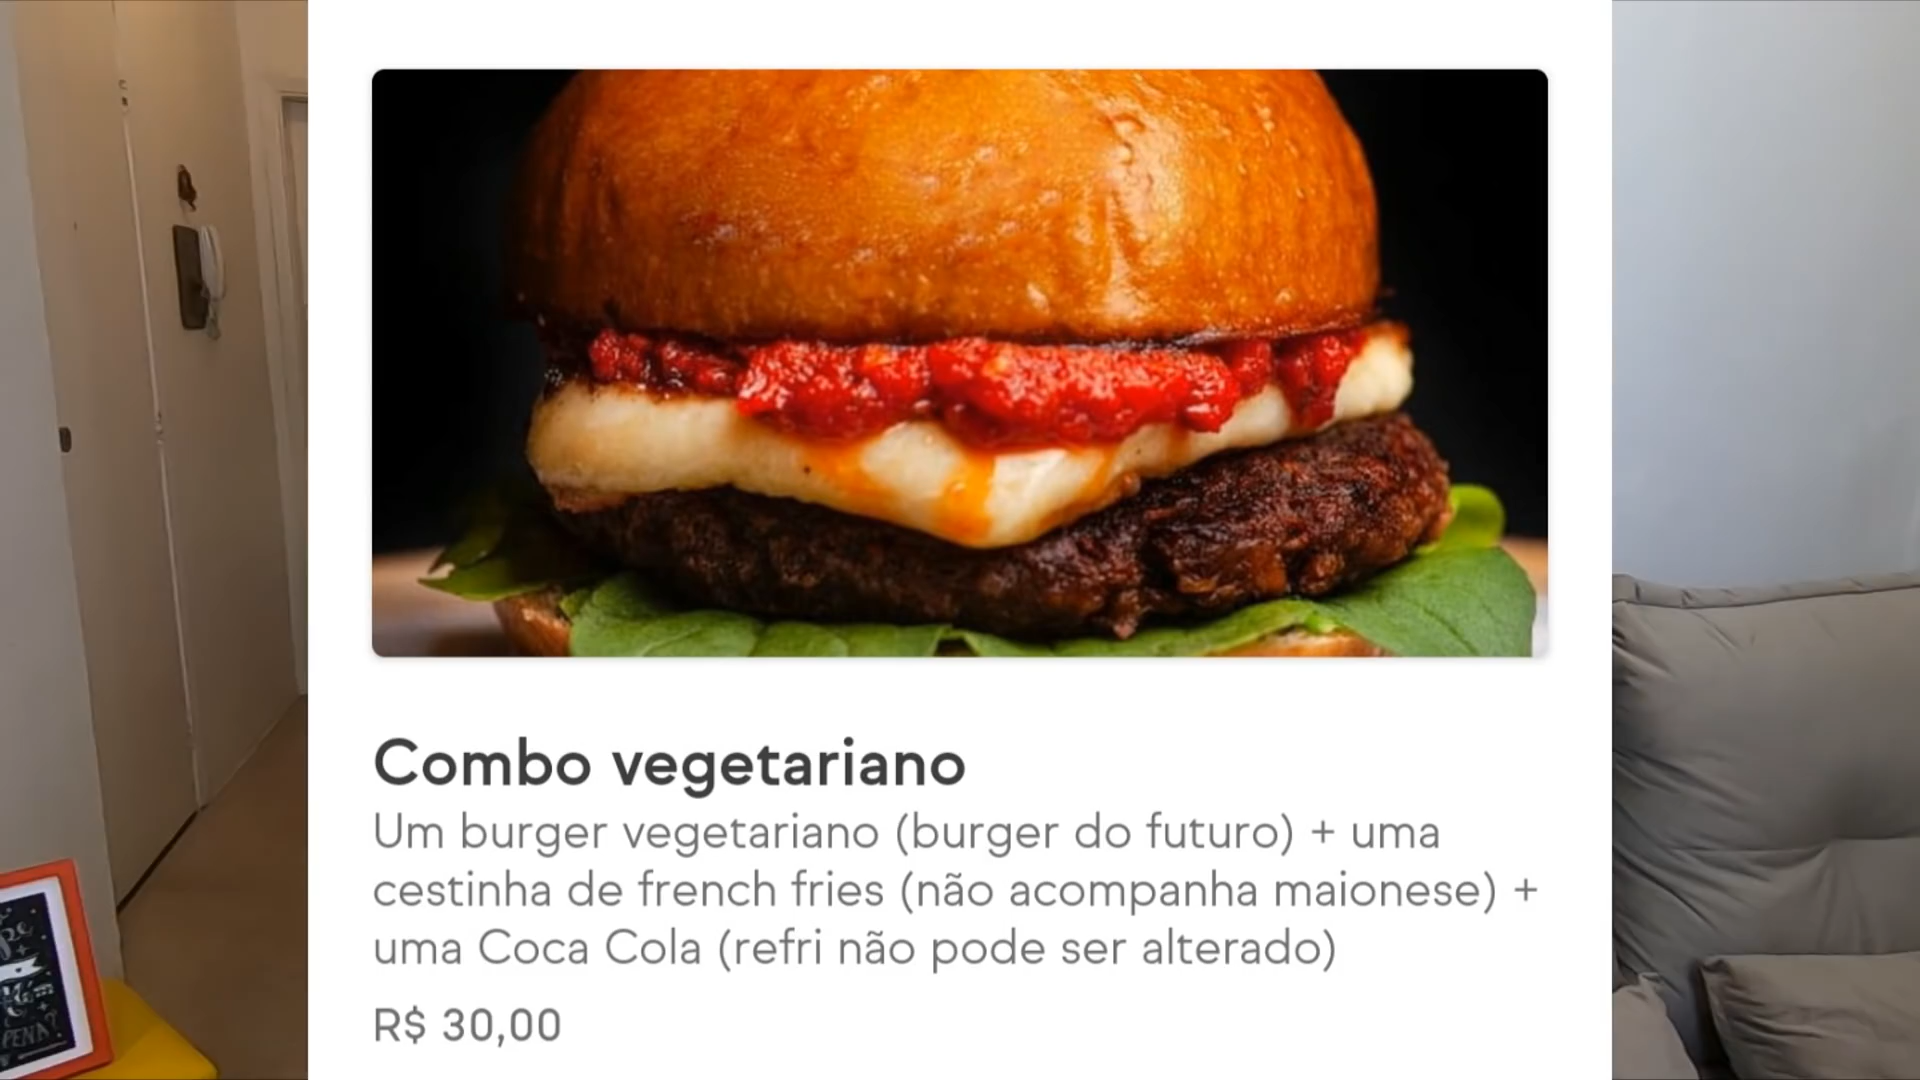 Combo vegetariano
Um burger vegetariano (burger do futuro) + uma
cestinha de french fries (não acompanha maionese) +
uma Coca Cola (refri não pode ser alterado)
R$ 30,00
PENA?